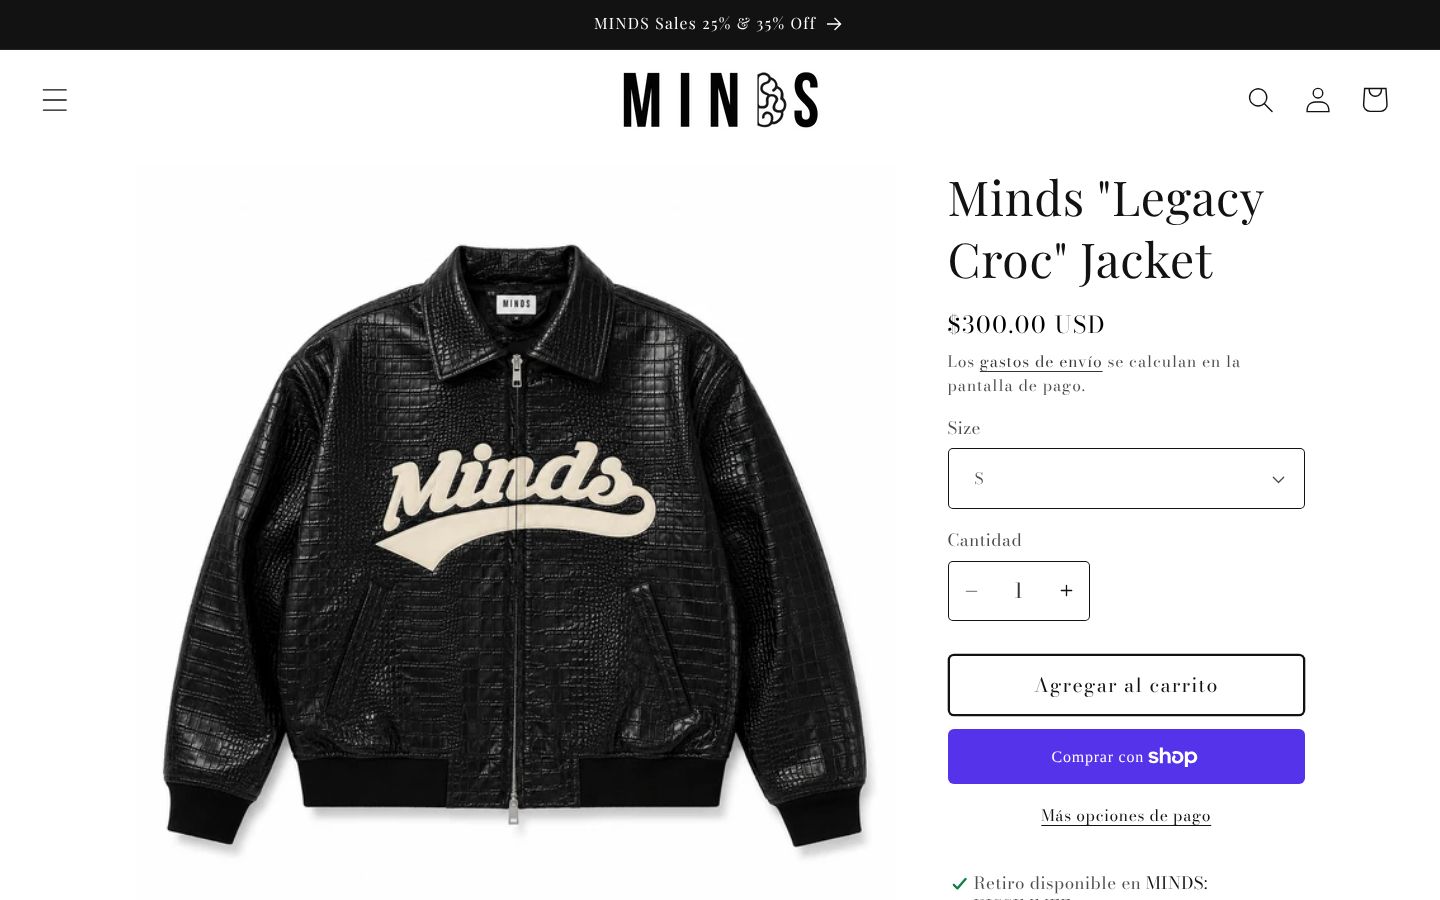 MINDS Sales 25% & 35% Off
MINDS
MINDS
Minds
Minds "Legacy
Croc" Jacket
$300.00 USD
Los gastos de envío se calculan en la
pantalla de pago.
Size
S
Cantidad
1
Agregar al carrito
Comprar con shop
Más opciones de pago
Retiro disponible en MINDS: